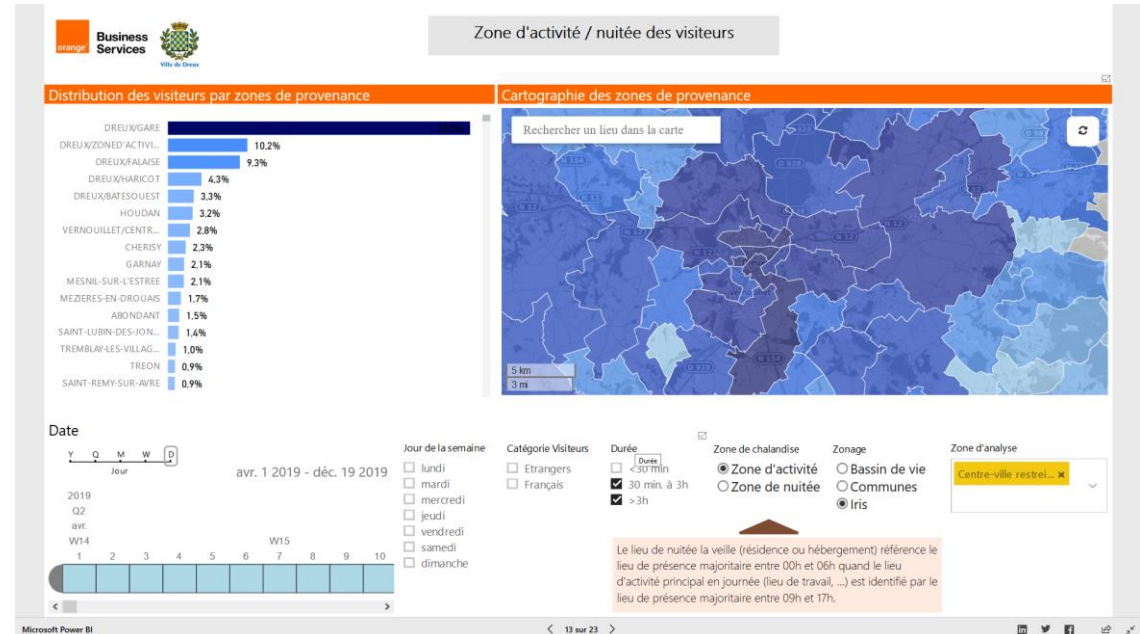 orange™
Business
Services
Ville de Dreux
Zone d'activité / nuitée des visiteurs
Distribution des visiteurs par zones de provenance
DREUX/GARE
DREUX/ZONED'ACTIVI... 10,2%
DREUX/FALAISE 9,3%
DREUX/HARICOT 4,3%
DREUX/BATESOUEST 3,3%
HOUDAN 3,2%
VERNOUILLET/CENTR... 2,8%
CHERISY 2,3%
GARNAY 2,1%
MESNIL-SUR-L'ESTREE 2,1%
MEZIERES-EN-DROUAIS 1,7%
ABONDANT 1,5%
SAINT-LUBIN-DES-JON... 1,4%
TREMBLAY-LES-VILLAG... 1,0%
TREON 0,9%
SAINT-REMY-SUR-AVRE 0,9%
Cartographie des zones de provenance
Rechercher un lieu dans la carte
D 928
N 154
D 928
N 12
N 12
N 12
N 12
N 12
N 154
D 928
5 km
3 mi
Date
Y Q M W D
Jour
avr. 1 2019 - déc. 19 2019
2019
Q2
avr.
W14 W15
1 2 3 4 5 6 7 8 9 10
Jour de la semaine
lundi
mardi
mercredi
jeudi
vendredi
samedi
dimanche
Catégorie Visiteurs
Etrangers
Français
Durée
Durée
<30 min
30 min. à 3h
>3h
Zone de chalandise
Zone d'activité
Zone de nuitée
Zonage
Bassin de vie
Communes
Iris
Zone d'analyse
Centre-ville restrei... ×
Le lieu de nuitée la veille (résidence ou hébergement) référence le
lieu de présence majoritaire entre 00h et 06h quand le lieu
d'activité principal en journée (lieu de travail, ...) est identifié par le
lieu de présence majoritaire entre 09h et 17h.
Microsoft Power BI
13 sur 23